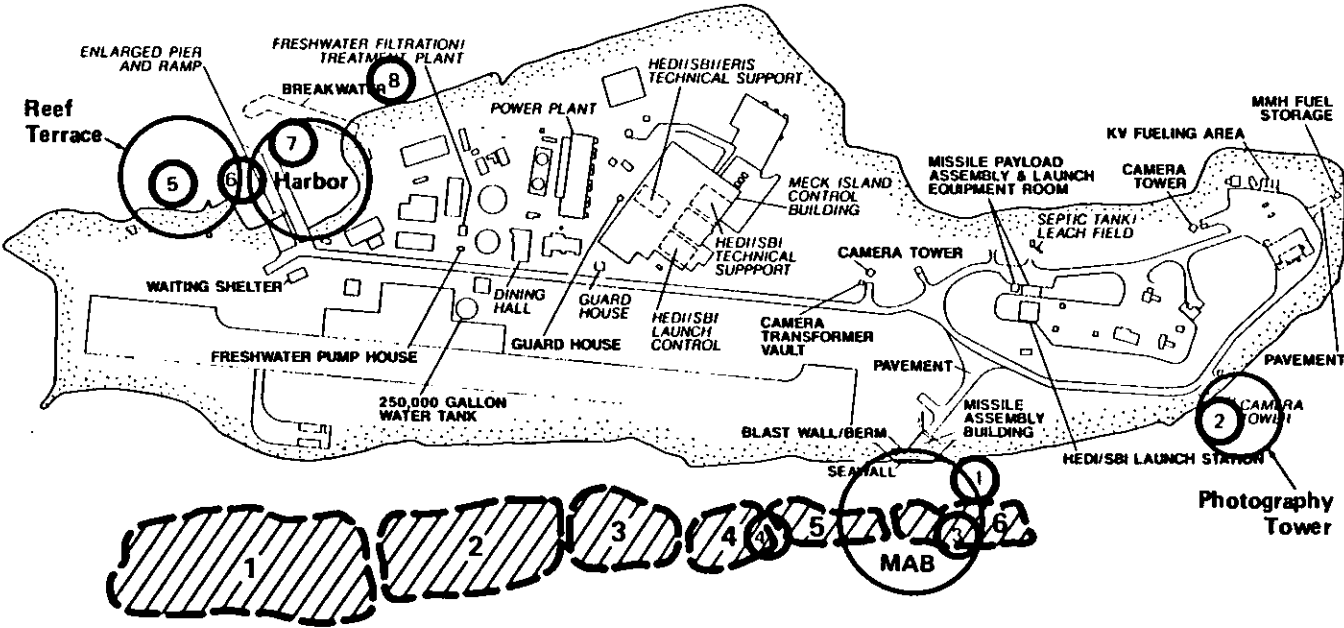 ENLARGED PIER
AND RAMP
FRESHWATER FILTRATION/
TREATMENT PLANT
BREAKWATER
8
HEDI/SBI/ERIS
TECHNICAL SUPPORT
POWER PLANT
Reef
Terrace
7
5
6
Harbor
MMH FUEL
STORAGE
KV FUELING AREA
MISSILE PAYLOAD
ASSEMBLY & LAUNCH
EQUIPMENT ROOM
CAMERA
TOWER
MECK ISLAND
CONTROL
BUILDING
SEPTIC TANK/
LEACH FIELD
HEDI/SBI
TECHNICAL
SUPPPORT
CAMERA TOWER
WAITING SHELTER
DINING
HALL
GUARD
HOUSE
HEDI/SBI
LAUNCH
CONTROL
GUARD HOUSE
CAMERA
TRANSFORMER
VAULT
FRESHWATER PUMP HOUSE
PAVEMENT
PAVEMENT
250,000 GALLON
WATER TANK
MISSILE
ASSEMBLY
BUILDING
BLAST WALL/BERM
SEAWALL
HEDI/SBI LAUNCH STATION
2
CAMERA
TOWER
Photography
Tower
1
1
2
3
4
4
5
3
6
MAB